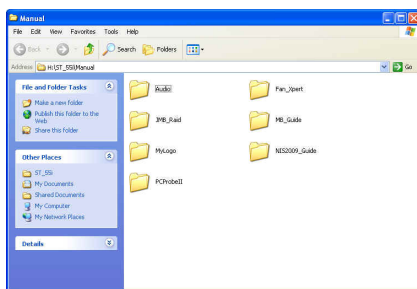 Manual
File Edit View Favorites Tools Help
Back Search Folders
Address H:\ST_55i\Manual Go
File and Folder Tasks
Make a new folder
Publish this folder to the Web
Share this folder
Other Places
ST_55i
My Documents
Shared Documents
My Computer
My Network Places
Details
Audio Fan_Xpert
JMB_Raid MB_Guide
MyLogo NIS2009_Guide
PCProbeII